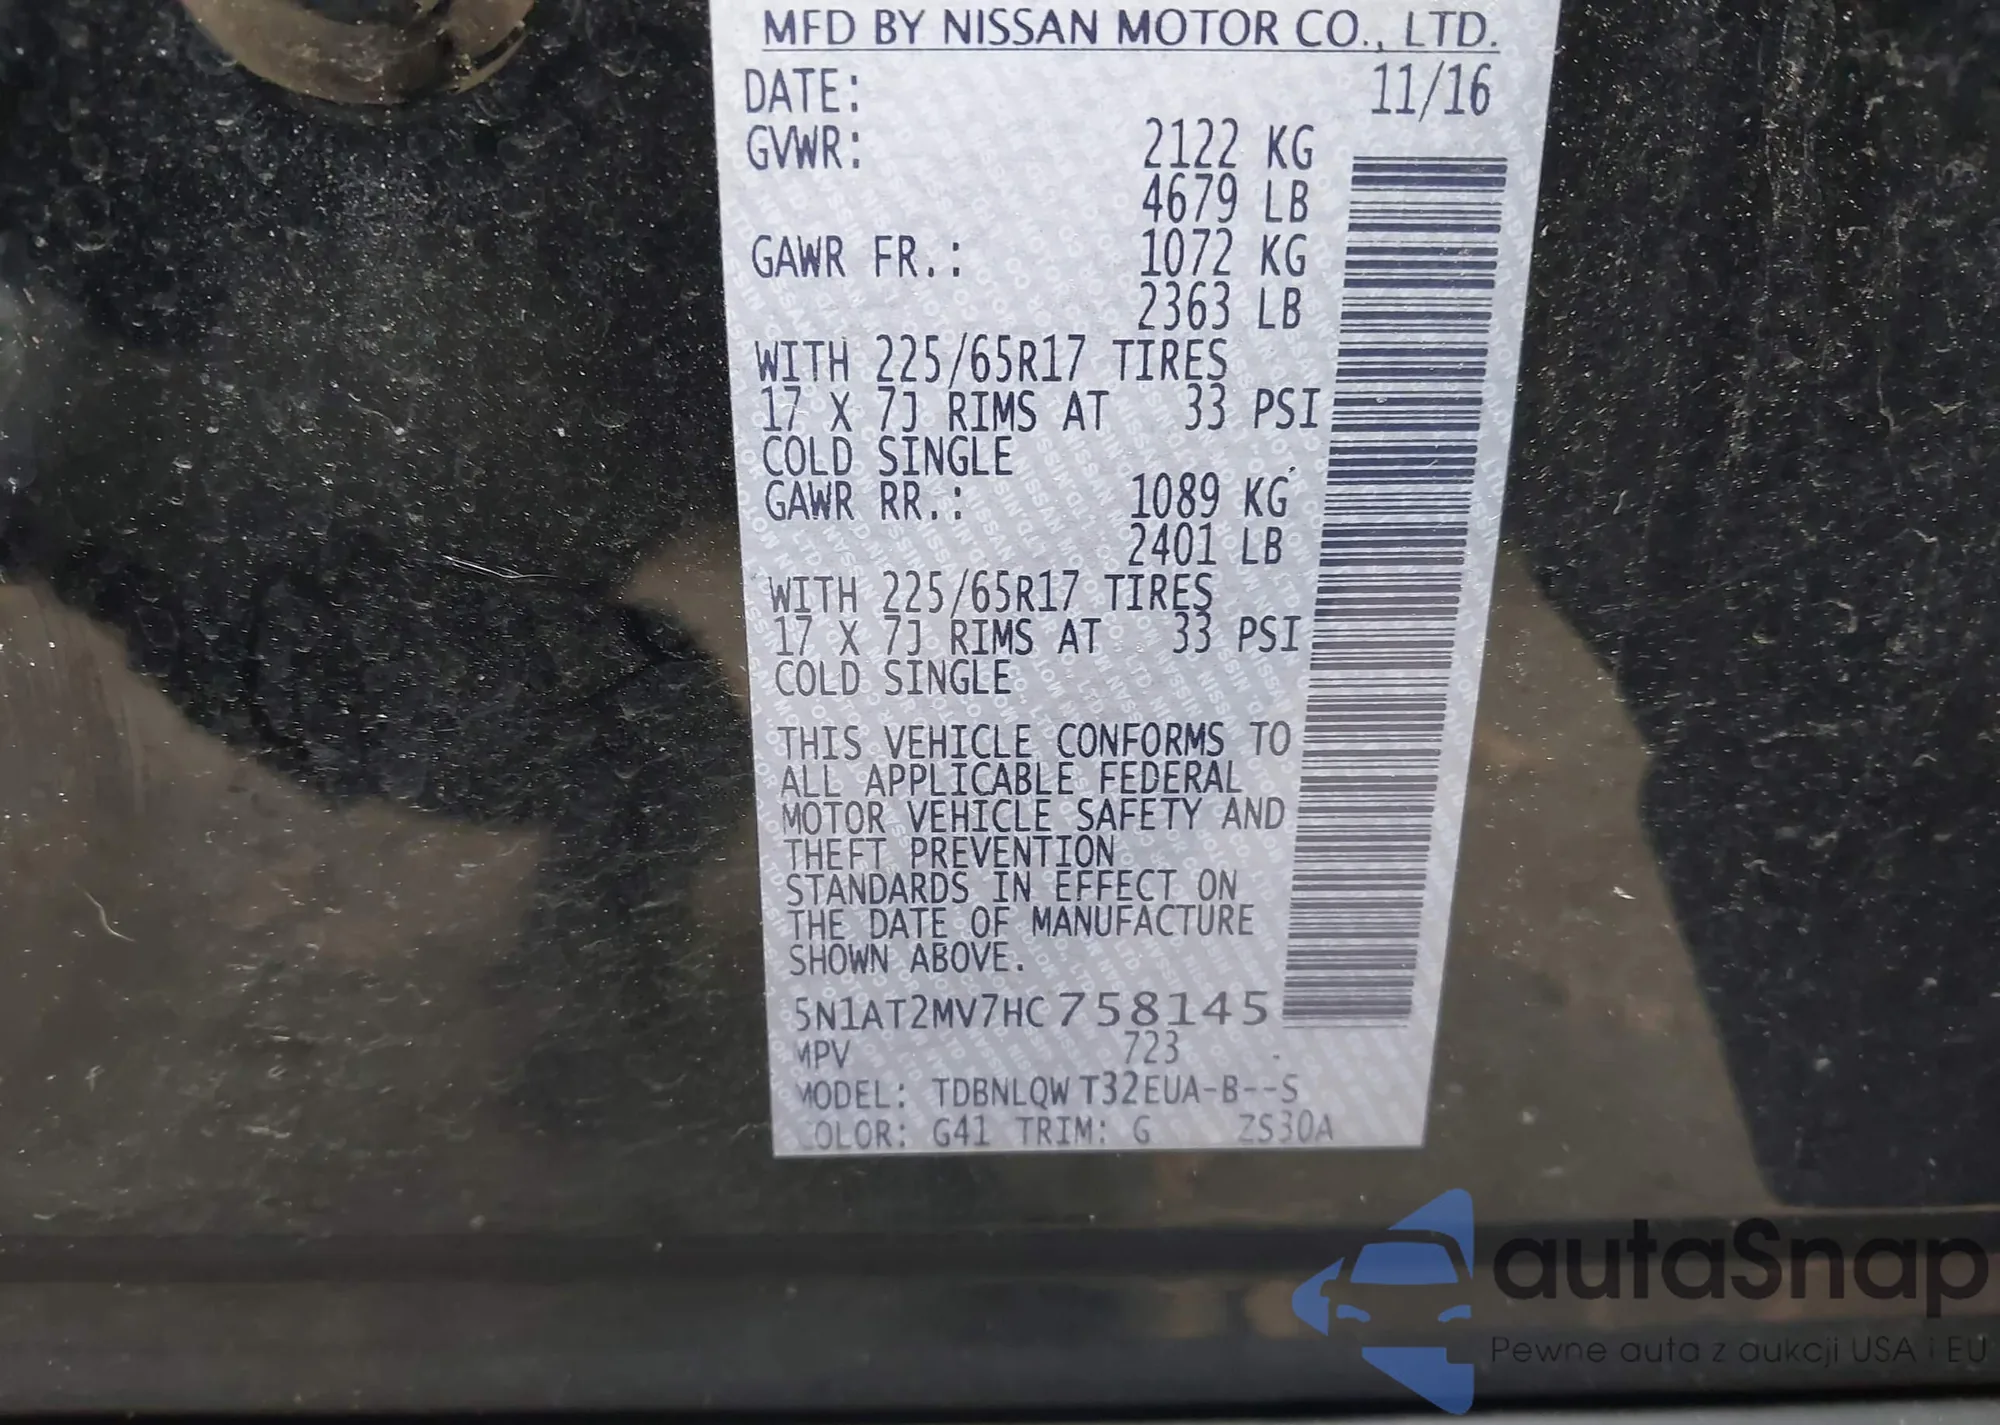 MFD BY NISSAN MOTOR CO., LTD.
DATE: 11/16
GVWR: 2122 KG
4679 LB
GAWR FR.: 1072 KG
2363 LB
WITH 225/65R17 TIRES
17 X 7J RIMS AT 33 PSI
COLD SINGLE
GAWR RR.: 1089 KG
2401 LB
WITH 225/65R17 TIRES
17 X 7J RIMS AT 33 PSI
COLD SINGLE
THIS VEHICLE CONFORMS TO
ALL APPLICABLE FEDERAL
MOTOR VEHICLE SAFETY AND
THEFT PREVENTION
STANDARDS IN EFFECT ON
THE DATE OF MANUFACTURE
SHOWN ABOVE.
5N1AT2MV7HC758145
MPV 723
MODEL: TDBNLQW T32EUA-B--S
COLOR: G41 TRIM: G ZS30A
autaSnap
Pewne auta z aukcji USA i EU